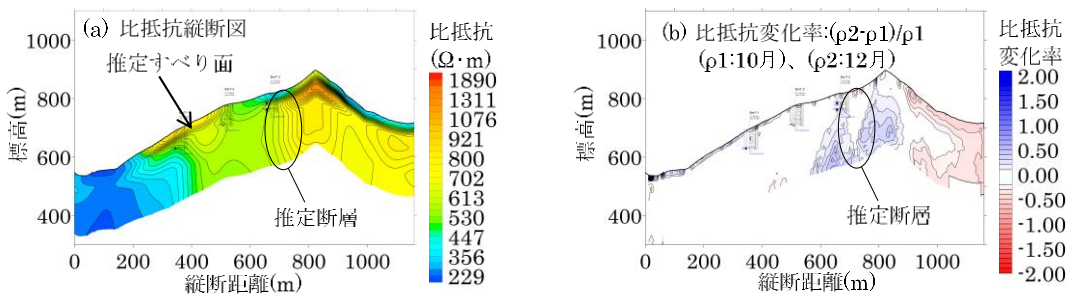 (a) 比抵抗縦断図
推定すべり面
推定断層
標高(m)
1000
800
600
400
0 200 400 600 800 1000
縦断距離(m)
比抵抗
(Ω・m)
1890
1311
1076
921
800
702
613
530
447
356
229
(b) 比抵抗変化率:(ρ2-ρ1)/ρ1
(ρ1:10月)、(ρ2:12月)
推定断層
標高(m)
1000
800
600
400
0 200 400 600 800 1000
縦断距離(m)
比抵抗
変化率
2.00
1.50
1.00
0.50
0.00
-0.50
-1.00
-1.50
-2.00